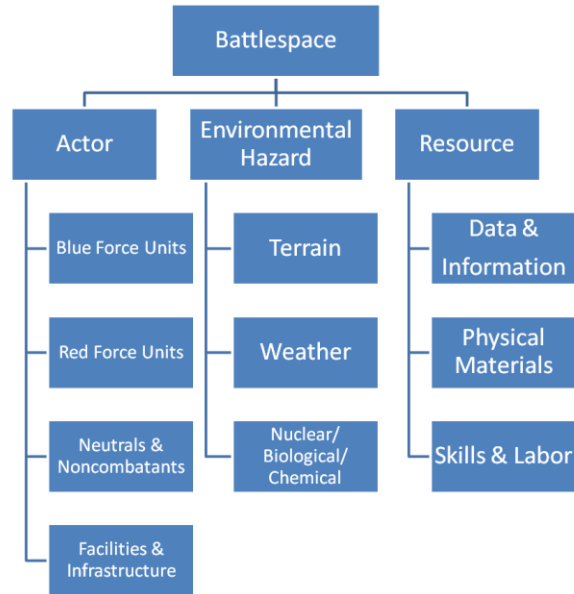 Battlespace
Actor
Environmental
Hazard
Resource
Blue Force Units
Terrain
Data &
Information
Red Force Units
Weather
Physical
Materials
Neutrals &
Noncombatants
Nuclear/
Biological/
Chemical
Skills & Labor
Facilities &
Infrastructure